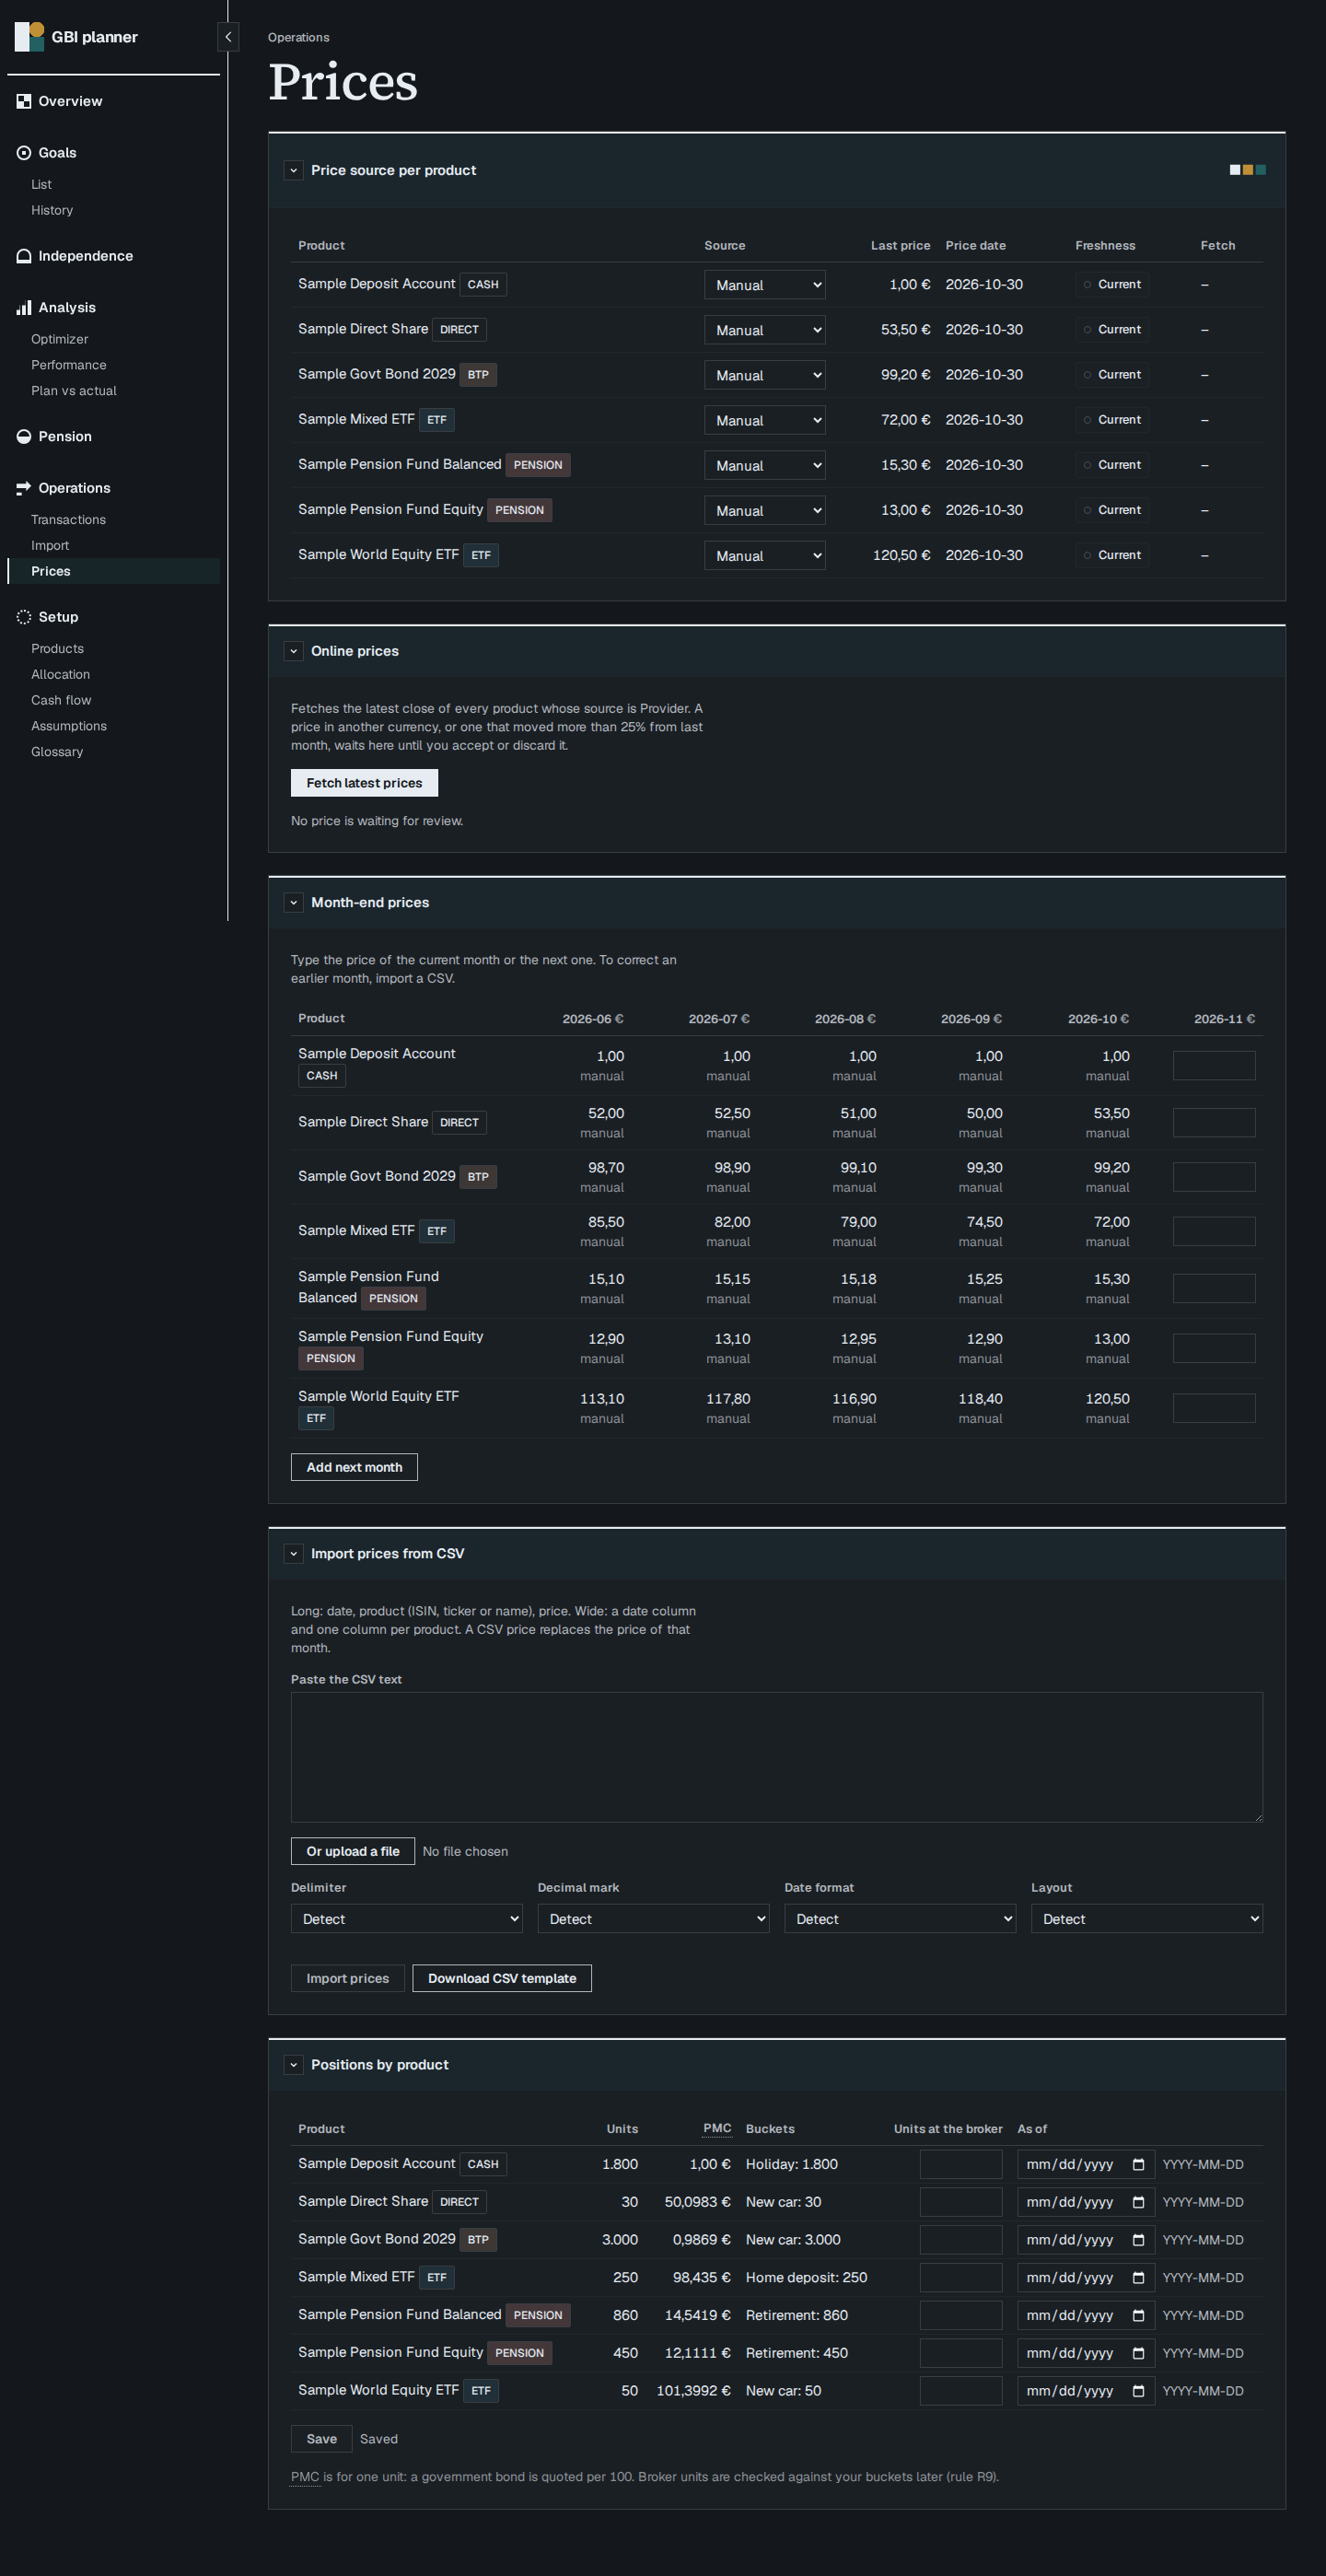 GBI planner
Overview
Goals
List
History
Independence
Analysis
Optimizer
Performance
Plan vs actual
Pension
Operations
Transactions
Import
Prices
Setup
Products
Allocation
Cash flow
Assumptions
Glossary
Operations
Prices
Price source per product
Product Source Last price Price date Freshness Fetch
Sample Deposit Account CASH Manual 1,00 € 2026-10-30 Current –
Sample Direct Share DIRECT Manual 53,50 € 2026-10-30 Current –
Sample Govt Bond 2029 BTP Manual 99,20 € 2026-10-30 Current –
Sample Mixed ETF ETF Manual 72,00 € 2026-10-30 Current –
Sample Pension Fund Balanced PENSION Manual 15,30 € 2026-10-30 Current –
Sample Pension Fund Equity PENSION Manual 13,00 € 2026-10-30 Current –
Sample World Equity ETF ETF Manual 120,50 € 2026-10-30 Current –
Online prices
Fetches the latest close of every product whose source is Provider. A
price in another currency, or one that moved more than 25% from last
month, waits here until you accept or discard it.
Fetch latest prices
No price is waiting for review.
Month-end prices
Type the price of the current month or the next one. To correct an
earlier month, import a CSV.
Product 2026-06 € 2026-07 € 2026-08 € 2026-09 € 2026-10 € 2026-11 €
Sample Deposit Account 1,00 1,00 1,00 1,00 1,00
CASH manual manual manual manual manual
Sample Direct Share DIRECT 52,00 52,50 51,00 50,00 53,50
manual manual manual manual manual
Sample Govt Bond 2029 BTP 98,70 98,90 99,10 99,30 99,20
manual manual manual manual manual
Sample Mixed ETF ETF 85,50 82,00 79,00 74,50 72,00
manual manual manual manual manual
Sample Pension Fund 15,10 15,15 15,18 15,25 15,30
Balanced PENSION manual manual manual manual manual
Sample Pension Fund Equity 12,90 13,10 12,95 12,90 13,00
PENSION manual manual manual manual manual
Sample World Equity ETF 113,10 117,80 116,90 118,40 120,50
ETF manual manual manual manual manual
Add next month
Import prices from CSV
Long: date, product (ISIN, ticker or name), price. Wide: a date column
and one column per product. A CSV price replaces the price of that
month.
Paste the CSV text
Or upload a file No file chosen
Delimiter Decimal mark Date format Layout
Detect Detect Detect Detect
Import prices Download CSV template
Positions by product
Product Units PMC Buckets Units at the broker As of
Sample Deposit Account CASH 1.800 1,00 € Holiday: 1.800 mm/dd/yyyy YYYY-MM-DD
Sample Direct Share DIRECT 30 50,0983 € New car: 30 mm/dd/yyyy YYYY-MM-DD
Sample Govt Bond 2029 BTP 3.000 0,9869 € New car: 3.000 mm/dd/yyyy YYYY-MM-DD
Sample Mixed ETF ETF 250 98,435 € Home deposit: 250 mm/dd/yyyy YYYY-MM-DD
Sample Pension Fund Balanced PENSION 860 14,5419 € Retirement: 860 mm/dd/yyyy YYYY-MM-DD
Sample Pension Fund Equity PENSION 450 12,1111 € Retirement: 450 mm/dd/yyyy YYYY-MM-DD
Sample World Equity ETF ETF 50 101,3992 € New car: 50 mm/dd/yyyy YYYY-MM-DD
Save Saved
PMC is for one unit: a government bond is quoted per 100. Broker units are checked against your buckets later (rule R9).